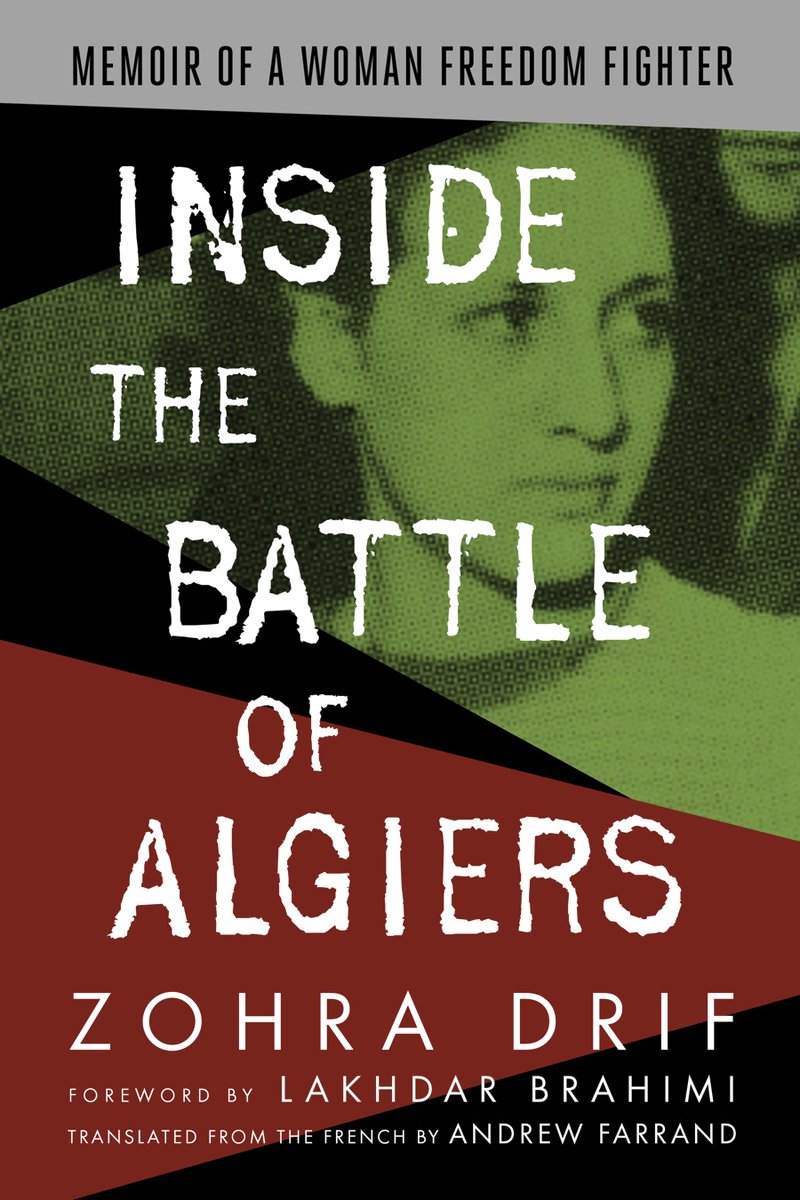 MEMOIR OF A WOMAN FREEDOM FIGHTER
INSIDE
THE
BATTLE
OF
ALGIERS
ZOHRA DRIF
FOREWORD BY LAKHDAR BRAHIMI
TRANSLATED FROM THE FRENCH BY ANDREW FARRAND